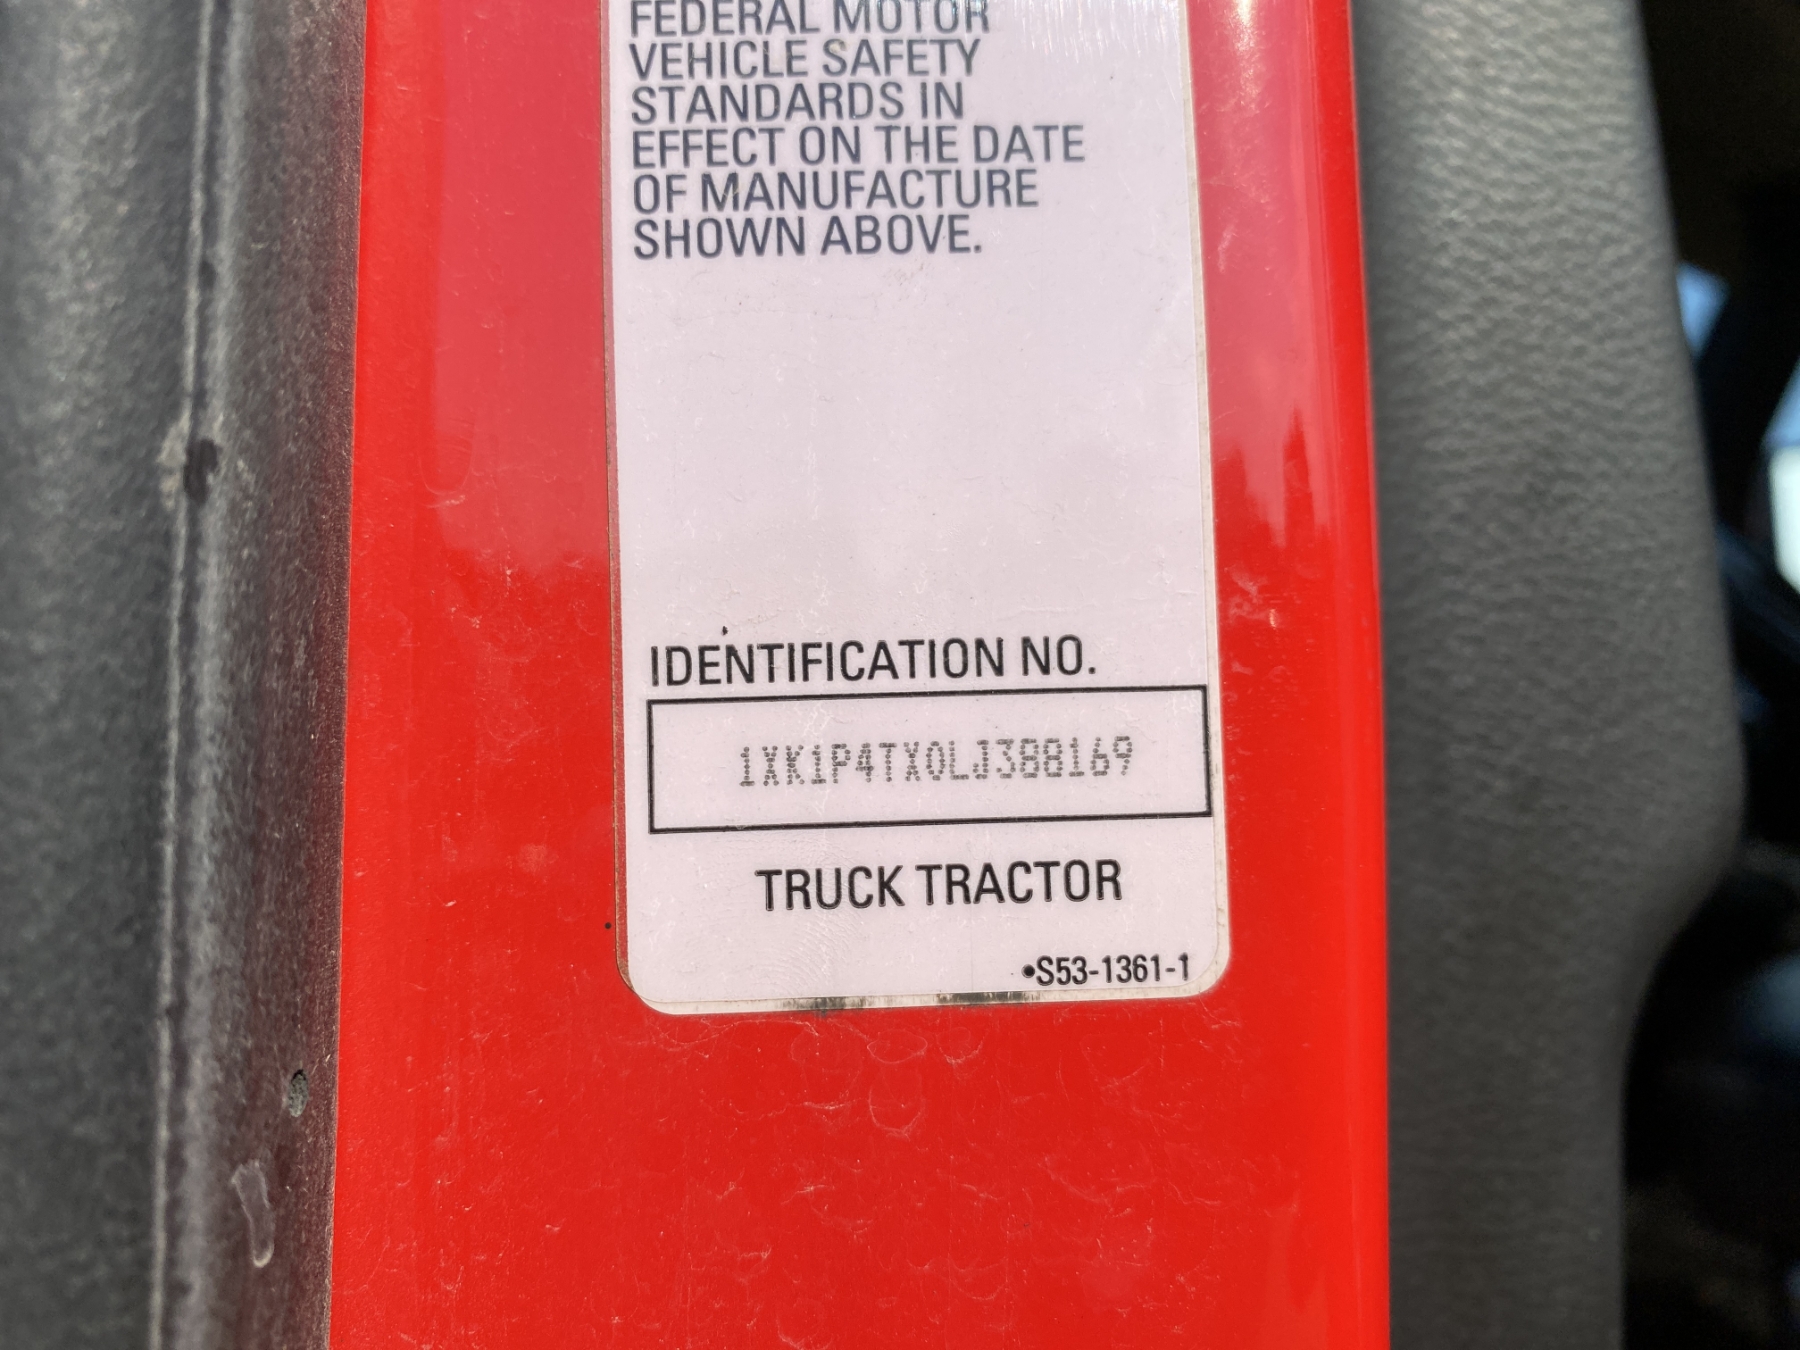 FEDERAL MOTOR
VEHICLE SAFETY
STANDARDS IN
EFFECT ON THE DATE
OF MANUFACTURE
SHOWN ABOVE.
IDENTIFICATION NO.
1XK1P4TX0LJ388169
TRUCK TRACTOR
•S53-1361-1